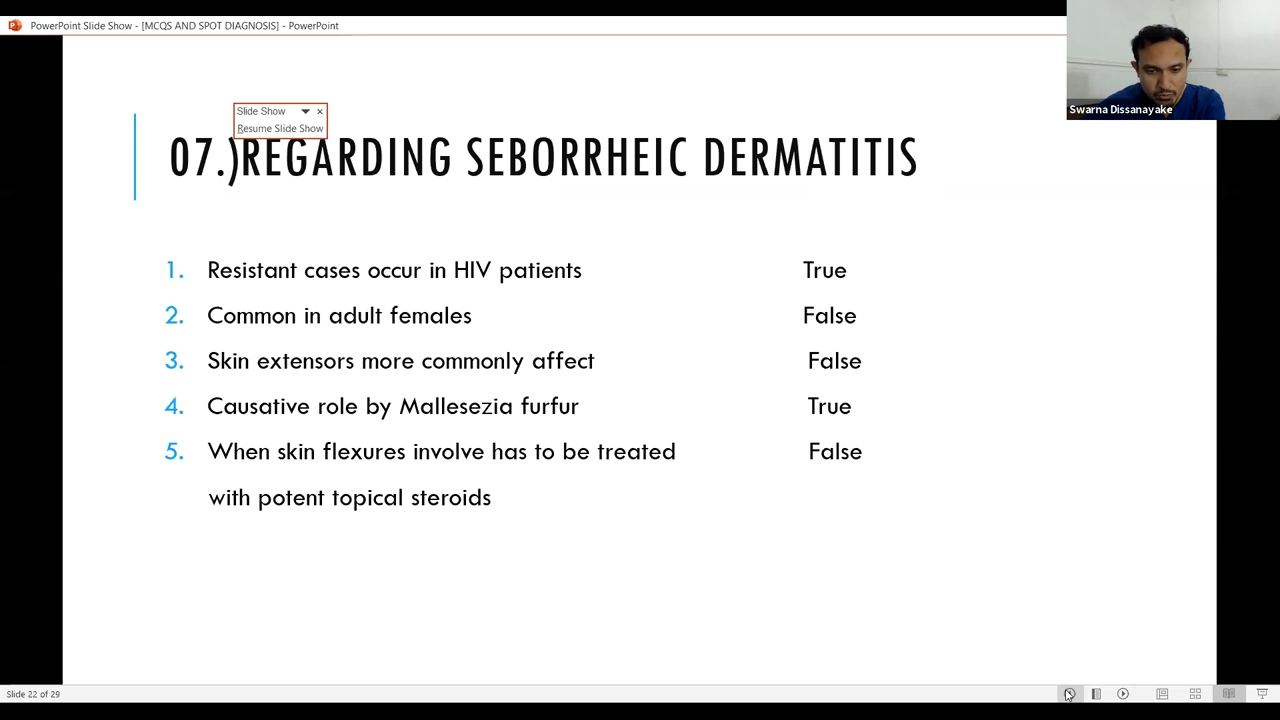 PowerPoint Slide Show - [MCQS AND SPOT DIAGNOSIS] - PowerPoint
Swarna Dissanayake
Slide Show
Resume Slide Show
07.)REGARDING SEBORRHEIC DERMATITIS
1. Resistant cases occur in HIV patients True
2. Common in adult females False
3. Skin extensors more commonly affect False
4. Causative role by Mallesezia furfur True
5. When skin flexures involve has to be treated False
with potent topical steroids
Slide 22 of 29